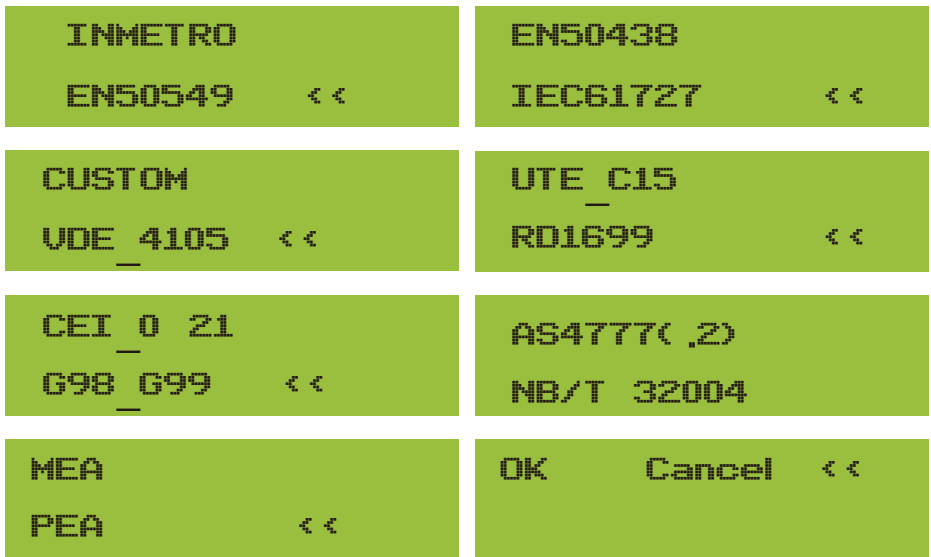 INMETRO
EN50549 <<
EN50438
IEC61727 <<
CUSTOM
VDE_4105 <<
UTE_C15
RD1699 <<
CEI_0 21
G98_G99 <<
AS4777( .2)
NB/T 32004
MEA
PEA <<
OK Cancel <<